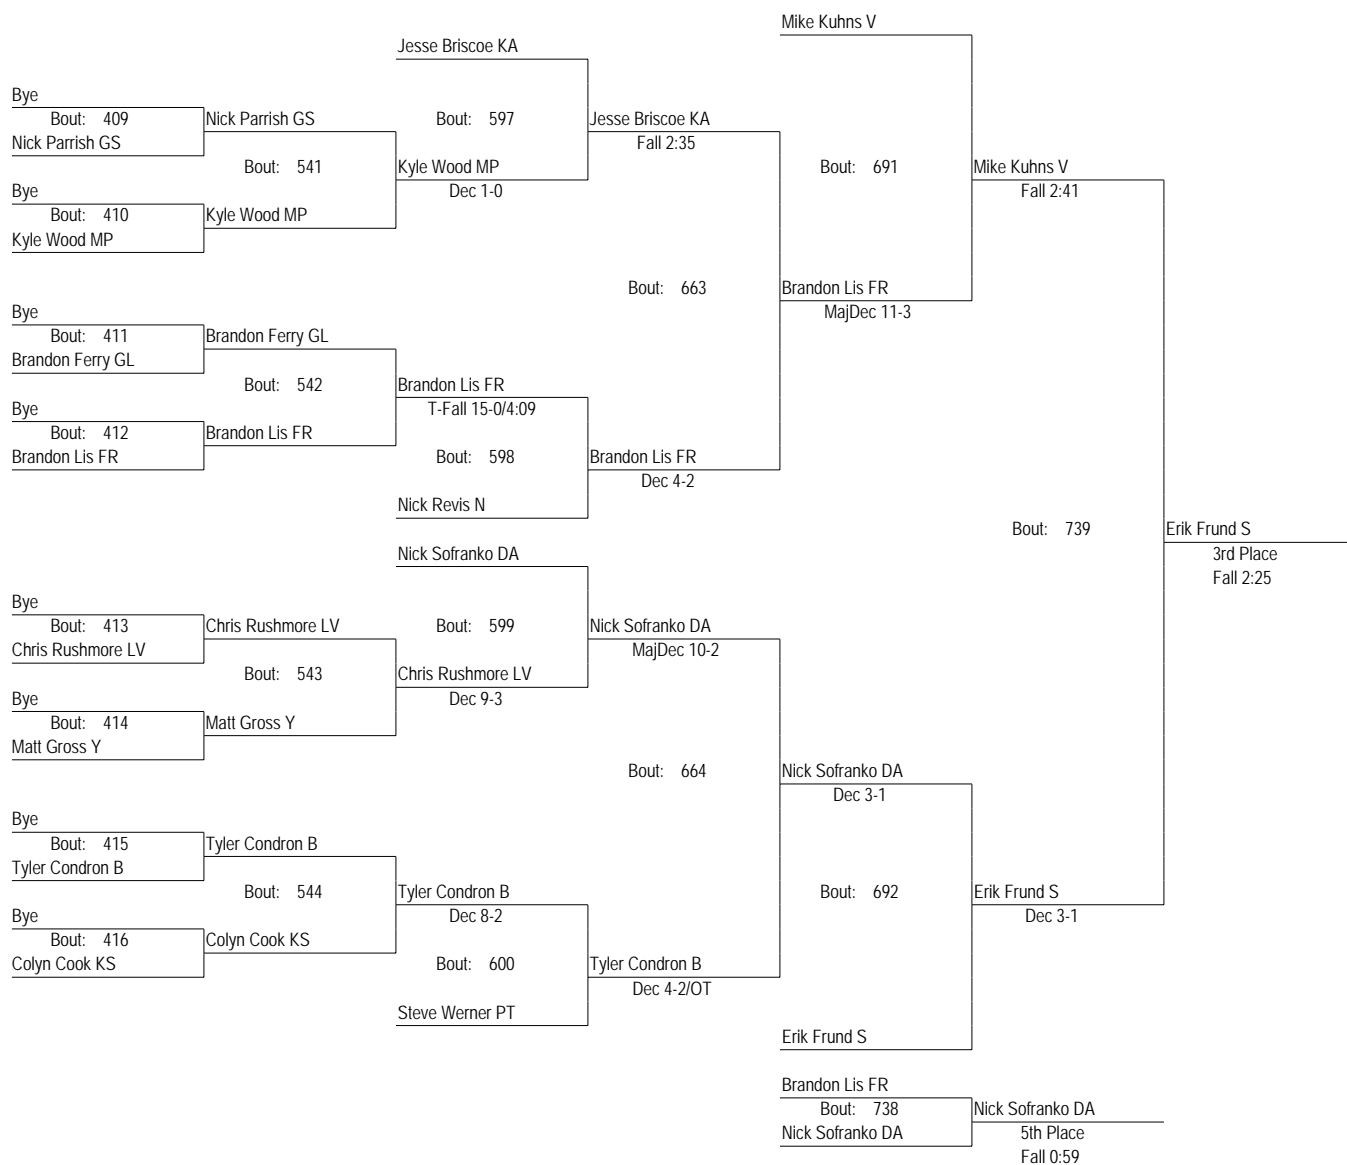 Mike Kuhns V
Jesse Briscoe KA
Bye
Bout: 409
Nick Parrish GS
Nick Parrish GS
Bout: 597
Jesse Briscoe KA
Fall 2:35
Bout: 541
Kyle Wood MP
Dec 1-0
Bout: 691
Mike Kuhns V
Fall 2:41
Bye
Bout: 410
Kyle Wood MP
Kyle Wood MP
Bout: 663
Brandon Lis FR
MajDec 11-3
Bye
Bout: 411
Brandon Ferry GL
Brandon Ferry GL
Bout: 542
Brandon Lis FR
T-Fall 15-0/4:09
Bye
Bout: 412
Brandon Lis FR
Brandon Lis FR
Bout: 598
Brandon Lis FR
Dec 4-2
Nick Revis N
Bout: 739
Erik Frund S
3rd Place
Fall 2:25
Nick Sofranko DA
Bye
Bout: 413
Chris Rushmore LV
Chris Rushmore LV
Bout: 599
Nick Sofranko DA
MajDec 10-2
Bout: 543
Chris Rushmore LV
Dec 9-3
Bye
Bout: 414
Matt Gross Y
Matt Gross Y
Bout: 664
Nick Sofranko DA
Dec 3-1
Bye
Bout: 415
Tyler Condron B
Tyler Condron B
Bout: 544
Tyler Condron B
Dec 8-2
Bout: 692
Erik Frund S
Dec 3-1
Bye
Bout: 416
Colyn Cook KS
Colyn Cook KS
Bout: 600
Tyler Condron B
Dec 4-2/OT
Steve Werner PT
Erik Frund S
Brandon Lis FR
Bout: 738
Nick Sofranko DA
Nick Sofranko DA
5th Place
Fall 0:59